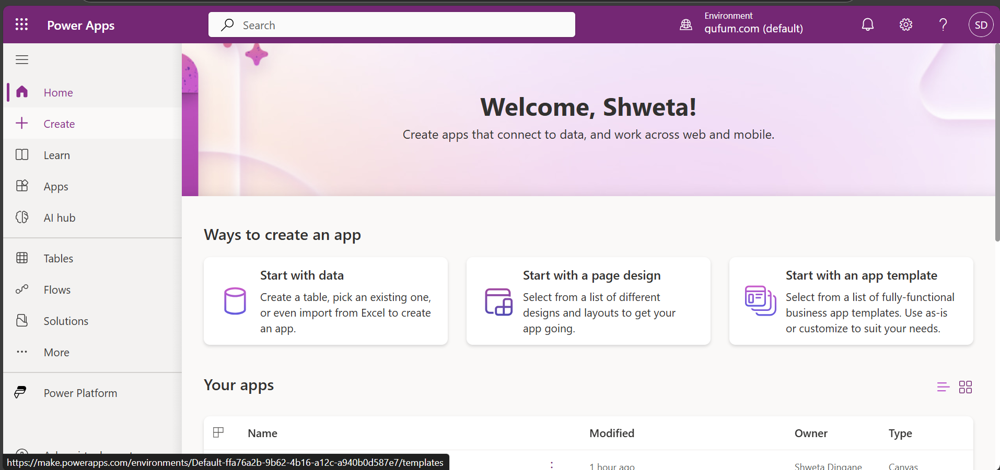 Power Apps
Search
Environment
qufum.com (default)
SD
Home
Create
Learn
Apps
AI hub
Tables
Flows
Solutions
More
Power Platform
Welcome, Shweta!
Create apps that connect to data, and work across web and mobile.
Ways to create an app
Start with data
Create a table, pick an existing one,
or even import from Excel to create
an app.
Start with a page design
Select from a list of different
designs and layouts to get your
app going.
Start with an app template
Select from a list of fully-functional
business app templates. Use as-is
or customize to suit your needs.
Your apps
Name
Modified
Owner
Type
1 hour ago
Shweta Dingane
Canvas
https://make.powerapps.com/environments/Default-ffa76a2b-9b62-4b16-a12c-a940b0d587e7/templates